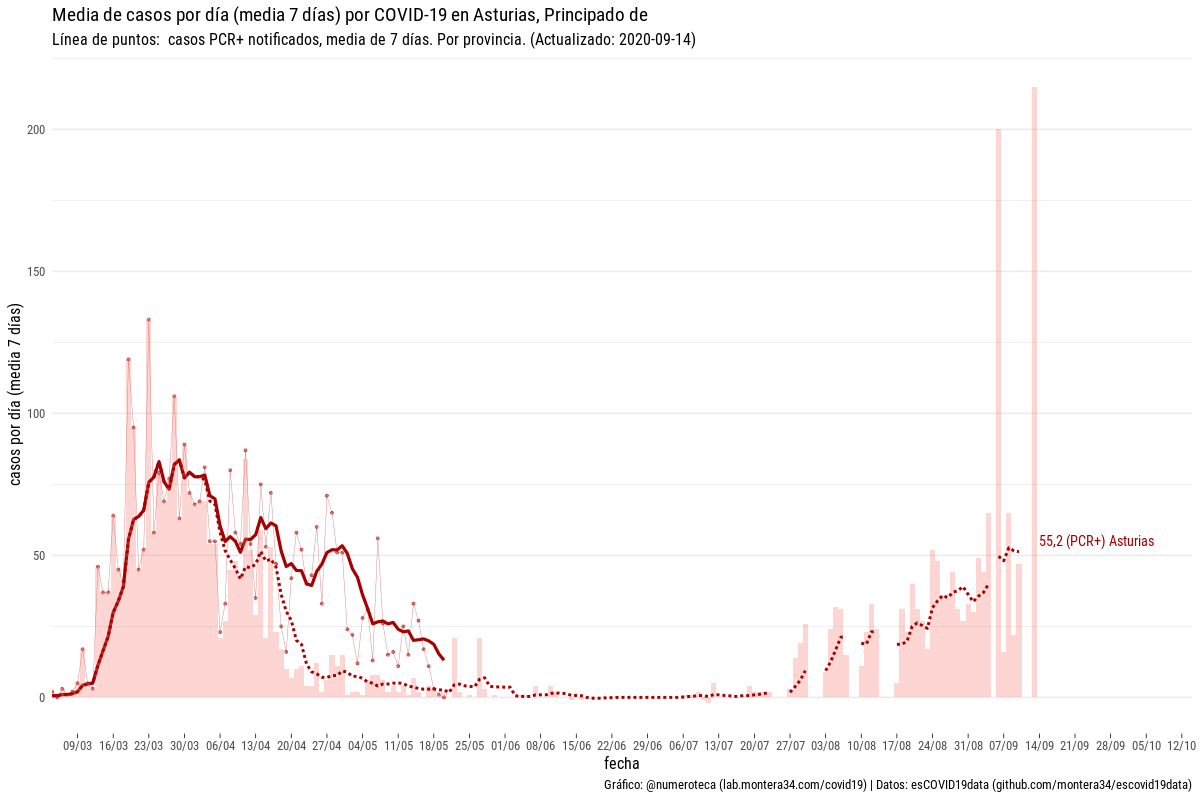 Media de casos por día (media 7 días) por COVID-19 en Asturias, Principado de
Línea de puntos:  casos PCR+ notificados, media de 7 días. Por provincia. (Actualizado: 2020-09-14)
casos por día (media 7 días)
200
150
100
50
0
55,2 (PCR+) Asturias
09/03 16/03 23/03 30/03 06/04 13/04 20/04 27/04 04/05 11/05 18/05 25/05 01/06 08/06 15/06 22/06 29/06 06/07 13/07 20/07 27/07 03/08 10/08 17/08 24/08 31/08 07/09 14/09 21/09 28/09 05/10 12/10
fecha
Gráfico: @numeroteca (lab.montera34.com/covid19) | Datos: esCOVID19data (github.com/montera34/escovid19data)